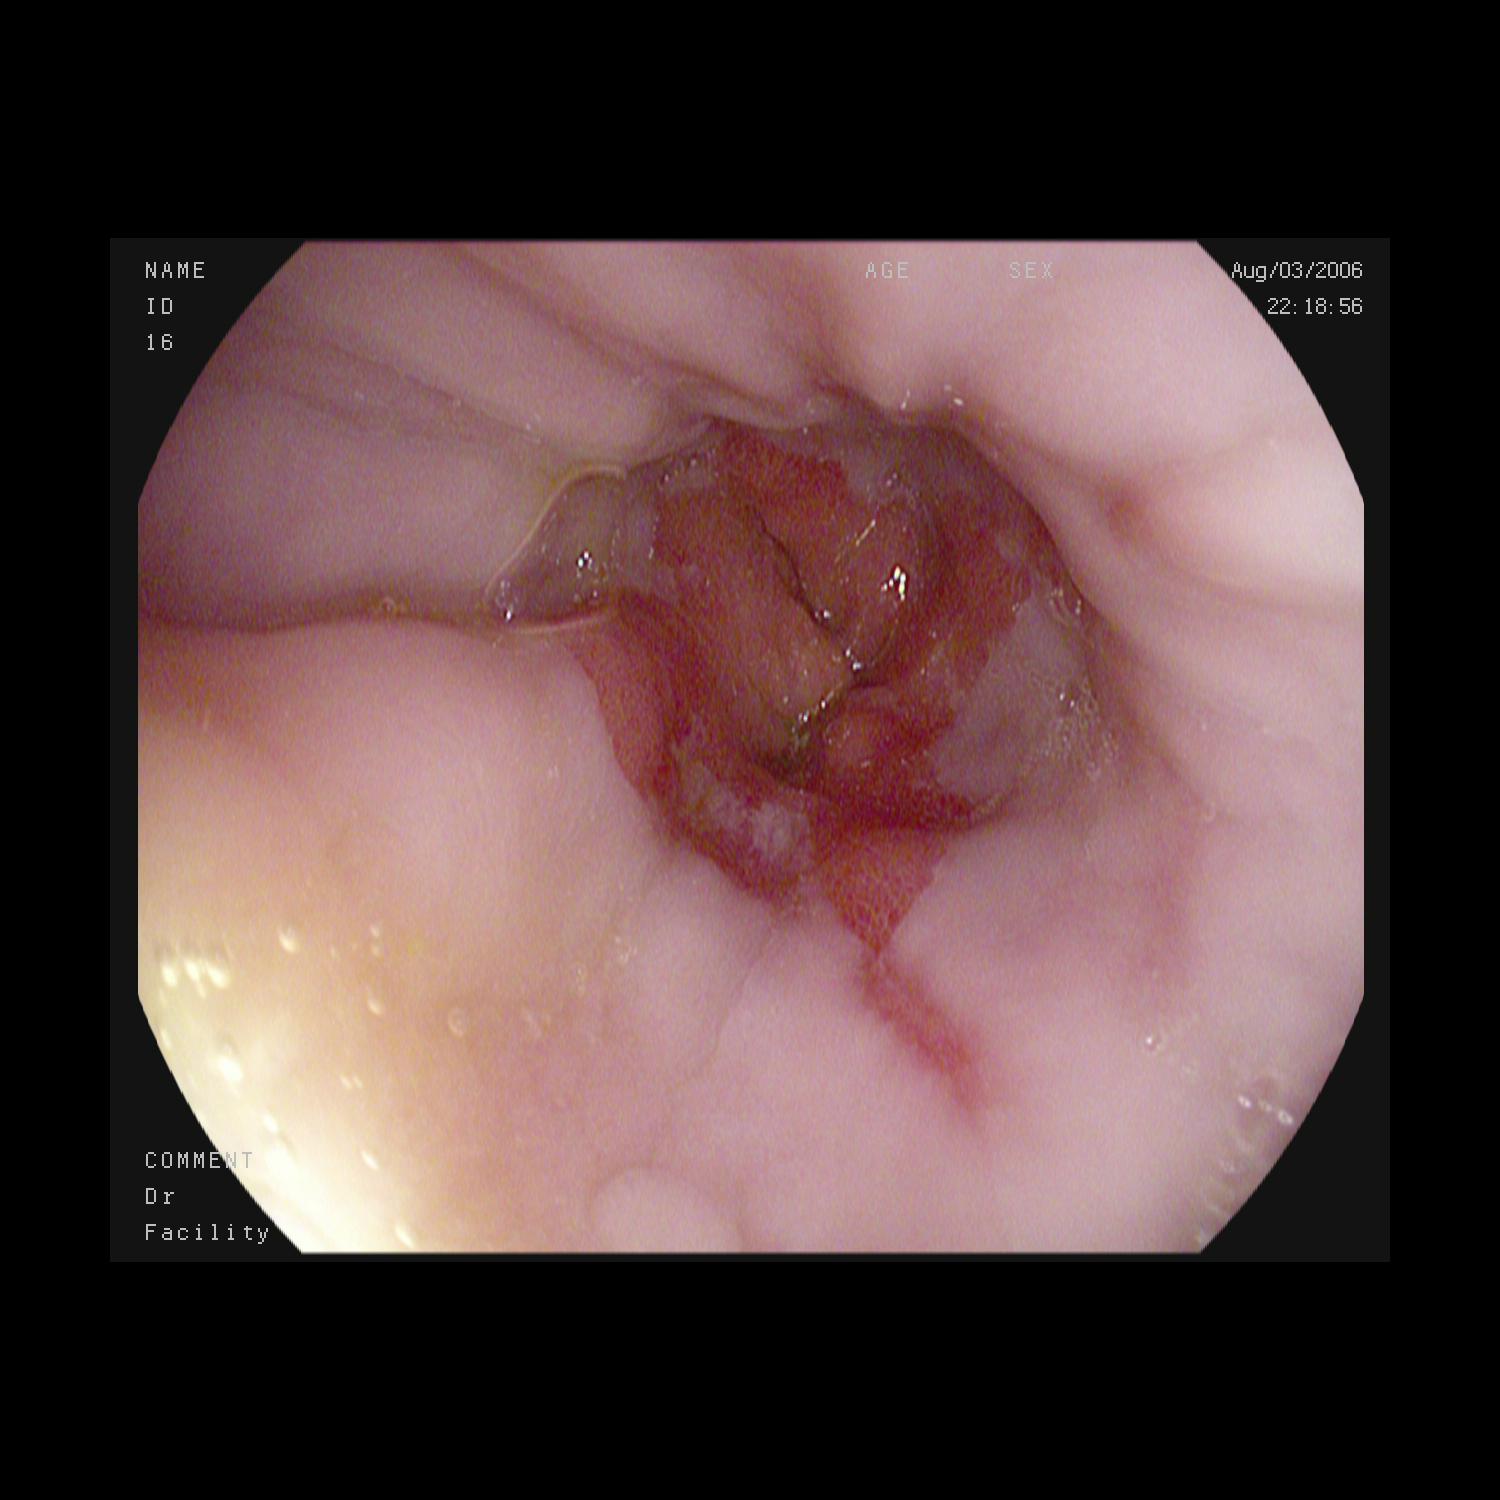 NAME
AGE
SEX
Aug/03/2006
ID
22:18:56
16
COMMENT
Dr
Facility